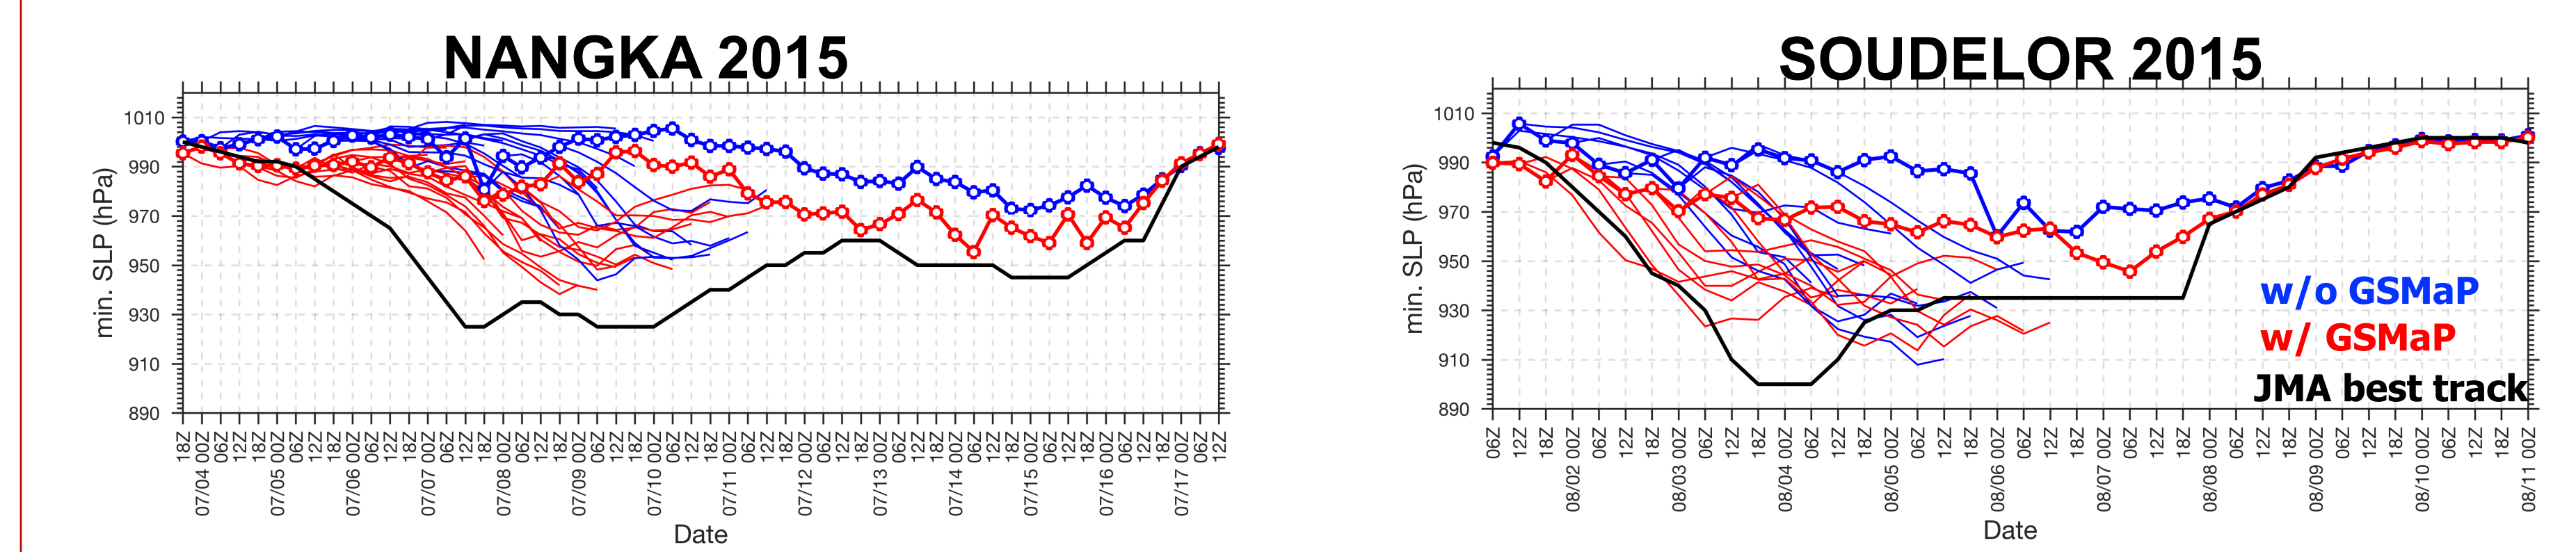 NANGKA 2015
1010
990
970
950
930
910
890
min. SLP (hPa)
18Z
07/04 00Z
06Z
12Z
18Z
07/05 00Z
06Z
12Z
18Z
07/06 00Z
06Z
12Z
18Z
07/07 00Z
06Z
12Z
18Z
07/08 00Z
06Z
12Z
18Z
07/09 00Z
06Z
12Z
18Z
07/10 00Z
06Z
12Z
18Z
07/11 00Z
06Z
12Z
18Z
07/12 00Z
06Z
12Z
18Z
07/13 00Z
06Z
12Z
18Z
07/14 00Z
06Z
12Z
18Z
07/15 00Z
06Z
12Z
18Z
07/16 00Z
06Z
12Z
18Z
07/17 00Z
06Z
12Z
Date
SOUDELOR 2015
1010
990
970
950
930
910
890
min. SLP (hPa)
w/o GSMaP
w/ GSMaP
JMA best track
06Z
12Z
18Z
08/02 00Z
06Z
12Z
18Z
08/03 00Z
06Z
12Z
18Z
08/04 00Z
06Z
12Z
18Z
08/05 00Z
06Z
12Z
18Z
08/06 00Z
06Z
12Z
18Z
08/07 00Z
06Z
12Z
18Z
08/08 00Z
06Z
12Z
18Z
08/09 00Z
06Z
12Z
18Z
08/10 00Z
06Z
12Z
18Z
08/11 00Z
Date